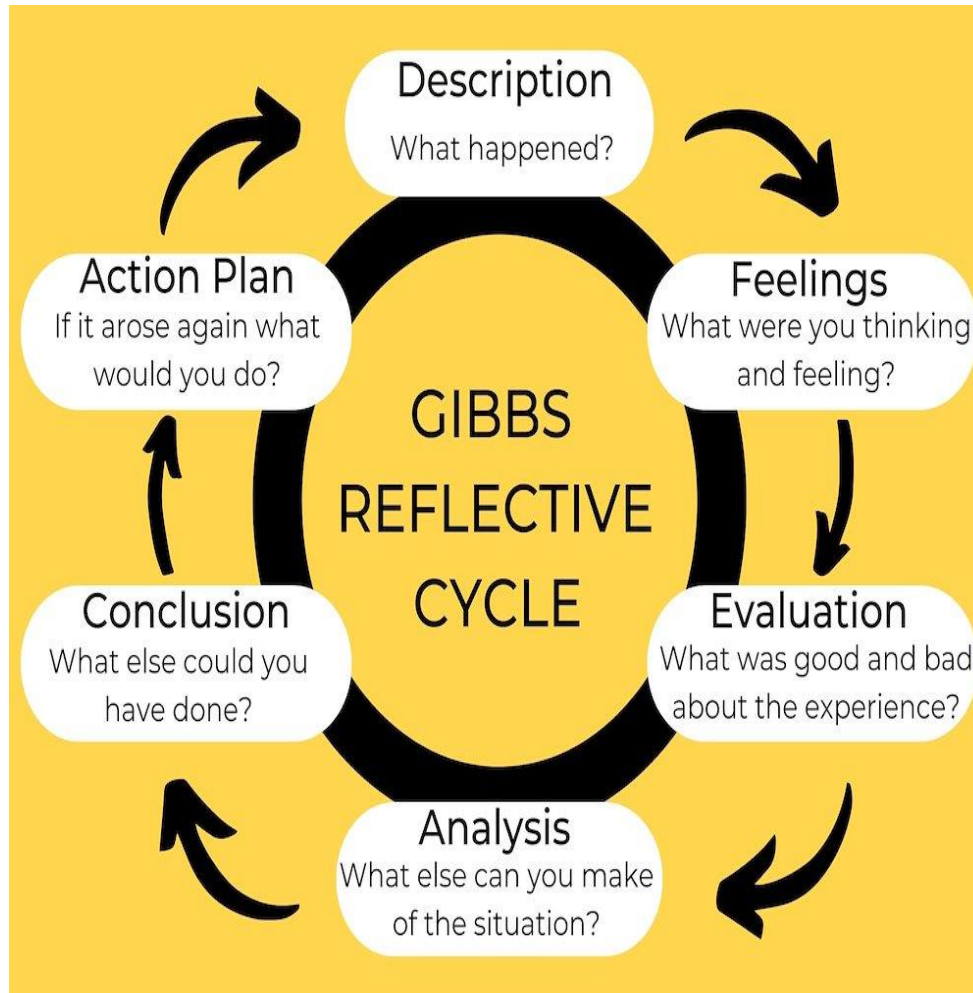 Description
What happened?
Feelings
What were you thinking
and feeling?
Evaluation
What was good and bad
about the experience?
Analysis
What else can you make
of the situation?
Conclusion
What else could you
have done?
Action Plan
If it arose again what
would you do?
GIBBS
REFLECTIVE
CYCLE